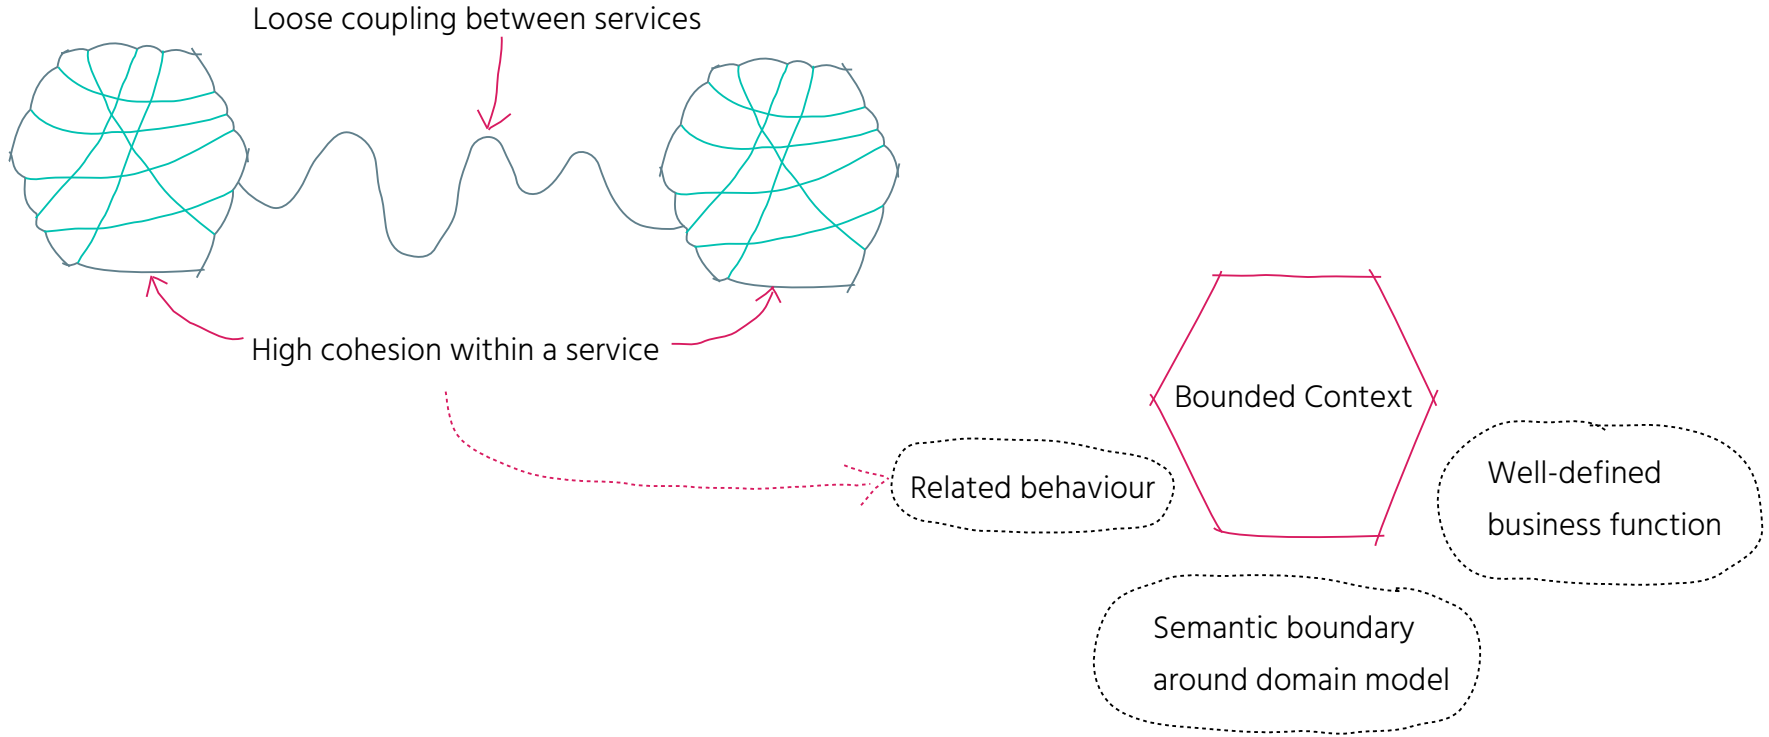 Loose coupling between services
High cohesion within a service
Bounded Context
Related behaviour
Well-defined
business function
Semantic boundary
around domain model